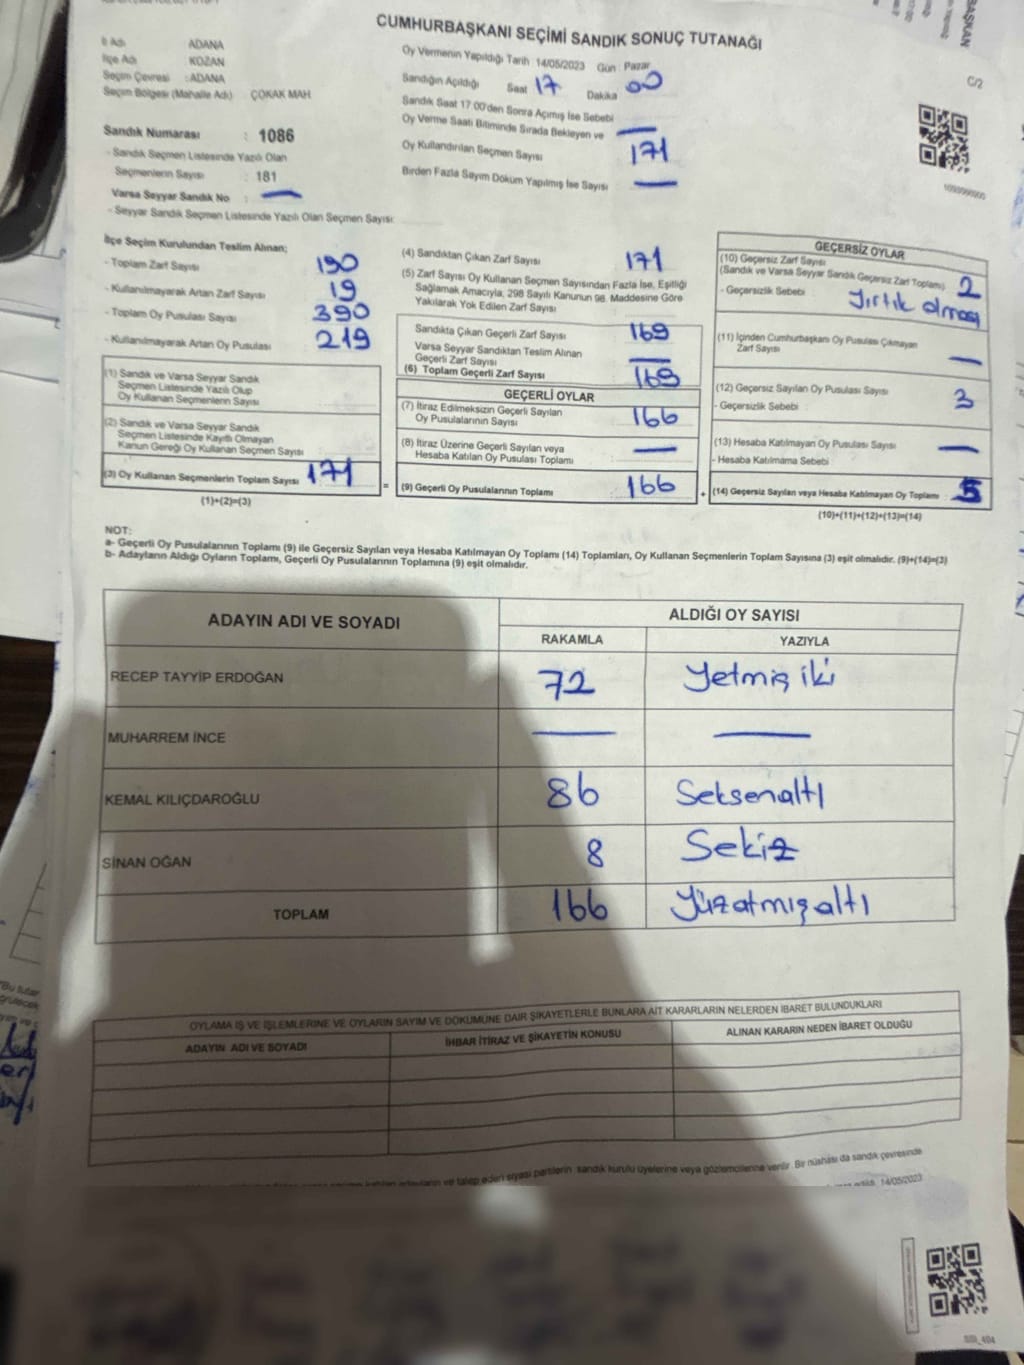 CUMHURBAŞKANI SEÇİMİ SANDIK SONUÇ TUTANAĞI
BAŞKAN
C/2
İl Adı : ADANA
İlçe Adı : KOZAN
Seçim Çevresi : ADANA
Seçim Bölgesi (Mahalle Adı) : ÇOKAK MAH
Oy Vermenin Yapıldığı Tarih 14/05/2023 Gün : Pazar
Sandığın Açıldığı Saat 17 Dakika 00
Sandık Saat 17:00'den Sonra Açımış İse Sebebi
Oy Verme Saati Bitiminde Sırada Bekleyen ve —
Oy Kullandırılan Seçmen Sayısı 171
Birden Fazla Sayım Döküm Yapılmış İse Sayısı —
Sandık Numarası : 1086
- Sandık Seçmen Listesinde Yazılı Olan
Seçmenlerin Sayısı : 181
Varsa Seyyar Sandık No : —
- Seyyar Sandık Seçmen Listesinde Yazılı Olan Seçmen Sayısı:
İlçe Seçim Kurulundan Teslim Alınan;
- Toplam Zarf Sayısı 190
- Kullanılmayarak Artan Zarf Sayısı 19
- Toplam Oy Pusulası Sayısı 390
- Kullanılmayarak Artan Oy Pusulası 219
(1) Sandık ve Varsa Seyyar Sandık
Seçmen Listesinde Yazılı Olup
Oy Kullanan Seçmenlerin Sayısı
(2) Sandık ve Varsa Seyyar Sandık
Seçmen Listesinde Kayıtlı Olmayan
Kanun Gereği Oy Kullanan Seçmen Sayısı
(3) Oy Kullanan Seçmenlerin Toplam Sayısı 171 =
(1)+(2)=(3)
(4) Sandıktan Çıkan Zarf Sayısı 171
(5) Zarf Sayısı Oy Kullanan Seçmen Sayısından Fazla İse, Eşitliği
Sağlamak Amacıyla, 298 Sayılı Kanunun 98. Maddesine Göre
Yakılarak Yok Edilen Zarf Sayısı
Sandıkta Çıkan Geçerli Zarf Sayısı 169
Varsa Seyyar Sandıktan Teslim Alınan
Geçerli Zarf Sayısı —
(6) Toplam Geçerli Zarf Sayısı 169
GEÇERLİ OYLAR
(7) İtiraz Edilmeksizin Geçerli Sayılan
Oy Pusulalarının Sayısı 166
(8) İtiraz Üzerine Geçerli Sayılan veya
Hesaba Katılan Oy Pusulası Toplamı —
(9) Geçerli Oy Pusulalarının Toplamı 166 +
GEÇERSİZ OYLAR
(10) Geçersiz Zarf Sayısı
(Sandık ve Varsa Seyyar Sandık Geçersiz Zarf Toplamı) 2
- Geçersizlik Sebebi : Yırtık olması
(11) İçinden Cumhurbaşkanı Oy Pusulası Çıkmayan
Zarf Sayısı —
(12) Geçersiz Sayılan Oy Pusulası Sayısı 3
- Geçersizlik Sebebi :
(13) Hesaba Katılmayan Oy Pusulası Sayısı —
- Hesaba Katılmama Sebebi :
(14) Geçersiz Sayılan veya Hesaba Katılmayan Oy Toplamı 5
(10)+(11)+(12)+(13)=(14)
NOT:
a- Geçerli Oy Pusulalarının Toplamı (9) ile Geçersiz Sayılan veya Hesaba Katılmayan Oy Toplamı (14) Toplamları, Oy Kullanan Seçmenlerin Toplam Sayısına (3) eşit olmalıdır. (9)+(14)=(3)
b- Adayların Aldığı Oyların Toplamı, Geçerli Oy Pusulalarının Toplamına (9) eşit olmalıdır.
ADAYIN ADI VE SOYADI
ALDIĞI OY SAYISI
RAKAMLA YAZIYLA
RECEP TAYYİP ERDOĞAN 72 Yetmiş iki
MUHARREM İNCE — —
KEMAL KILIÇDAROĞLU 86 Seksenaltı
SİNAN OĞAN 8 Sekiz
TOPLAM 166 Yüzatmışaltı
OYLAMA İŞ VE İŞLEMLERİNE VE OYLARIN SAYIM VE DÖKÜMÜNE DAİR ŞİKAYETLERLE BUNLARA AİT KARARLARIN NELERDEN İBARET BULUNDUKLARI
ADAYIN ADI VE SOYADI
İHBAR İTİRAZ VE ŞİKAYETİN KONUSU
ALINAN KARARIN NEDEN İBARET OLDUĞU
ve talep eden siyasi partilerin sandık kurulu üyelerine veya gözlemcilerine verilir. Bir nüshası da sandık çevresinde
14/05/2023